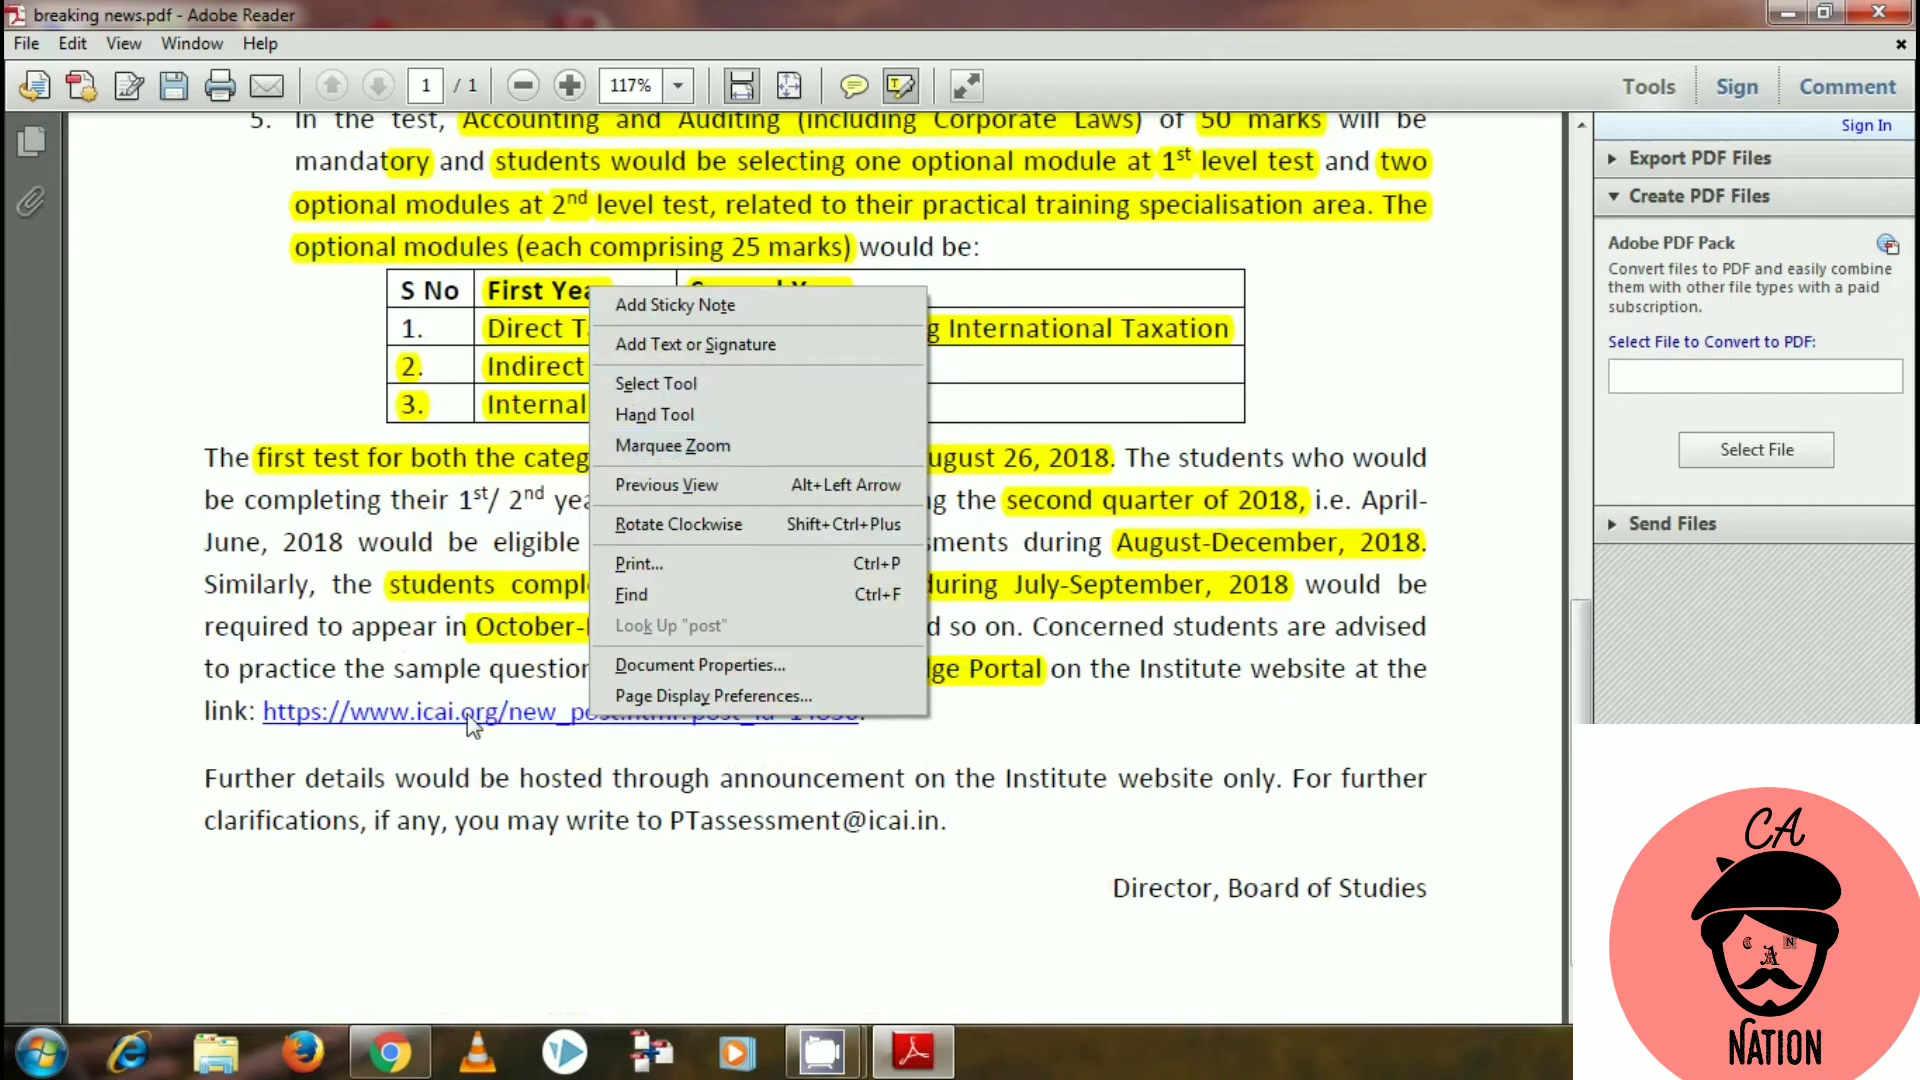 breaking news.pdf - Adobe Reader
File Edit View Window Help
1 / 1 117% Tools Sign Comment
Sign In
5. In the test, Accounting and Auditing (including Corporate Laws) of 50 marks will be
mandatory and students would be selecting one optional module at 1st level test and two
optional modules at 2nd level test, related to their practical training specialisation area. The
optional modules (each comprising 25 marks) would be:
S No First Yea
1. Direct T g International Taxation
2. Indirect
3. Internal
The first test for both the categ ugust 26, 2018. The students who would
be completing their 1st/ 2nd yea g the second quarter of 2018, i.e. April-
June, 2018 would be eligible sments during August-December, 2018.
Similarly, the students compl during July-September, 2018 would be
required to appear in October- d so on. Concerned students are advised
to practice the sample question lge Portal on the Institute website at the
link: https://www.icai.org/new_post.html?post_id=14830.
Further details would be hosted through announcement on the Institute website only. For further
clarifications, if any, you may write to PTassessment@icai.in.
Director, Board of Studies
Add Sticky Note
Add Text or Signature
Select Tool
Hand Tool
Marquee Zoom
Previous View Alt+Left Arrow
Rotate Clockwise Shift+Ctrl+Plus
Print... Ctrl+P
Find Ctrl+F
Look Up "post"
Document Properties...
Page Display Preferences...
Export PDF Files
Create PDF Files
Adobe PDF Pack
Convert files to PDF and easily combine
them with other file types with a paid
subscription.
Select File to Convert to PDF:
Select File
Send Files
CA
C A N
NATION